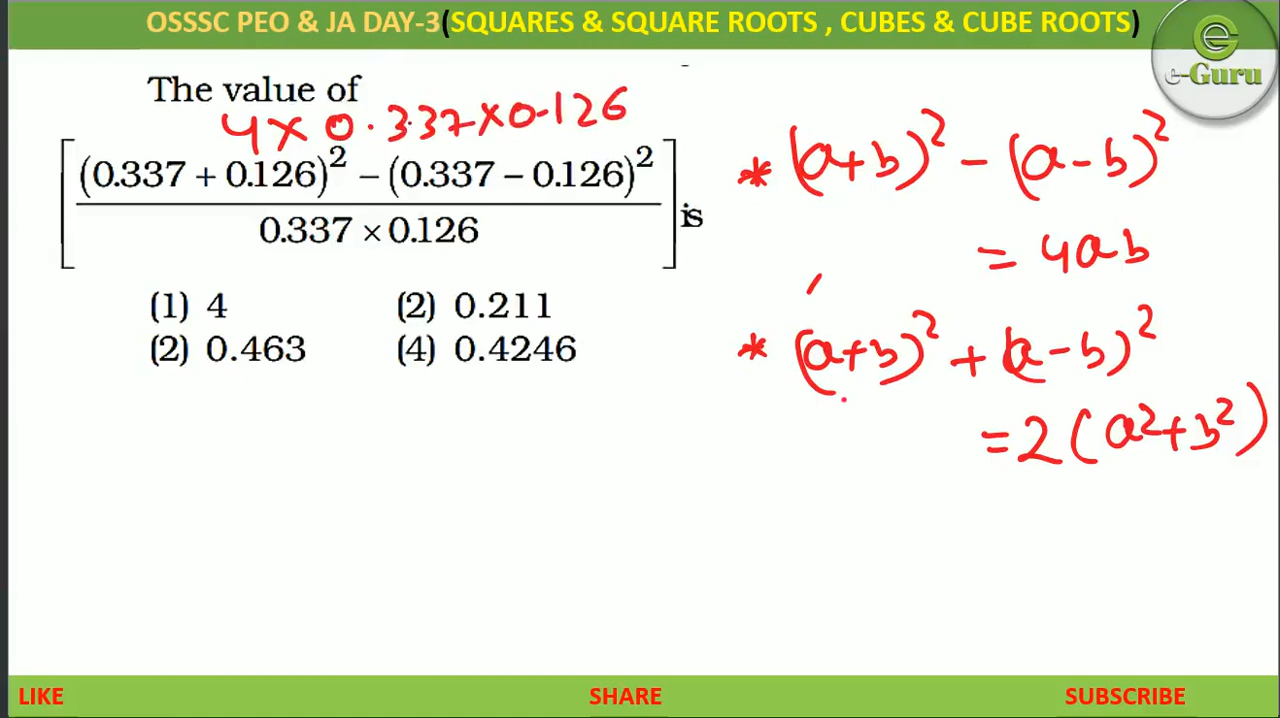 OSSSC PEO & JA DAY-3(SQUARES & SQUARE ROOTS , CUBES & CUBE ROOTS)
e-Guru
The value of
4 × 0.337×0.126
[((0.337 + 0.126)² – (0.337 – 0.126)²) / (0.337 × 0.126)] is
(1) 4 (2) 0.211
(2) 0.463 (4) 0.4246
* (a+b)² – (a-b)²
= 4ab
* (a+b)² + (a-b)²
= 2(a²+b²)
LIKE SHARE SUBSCRIBE